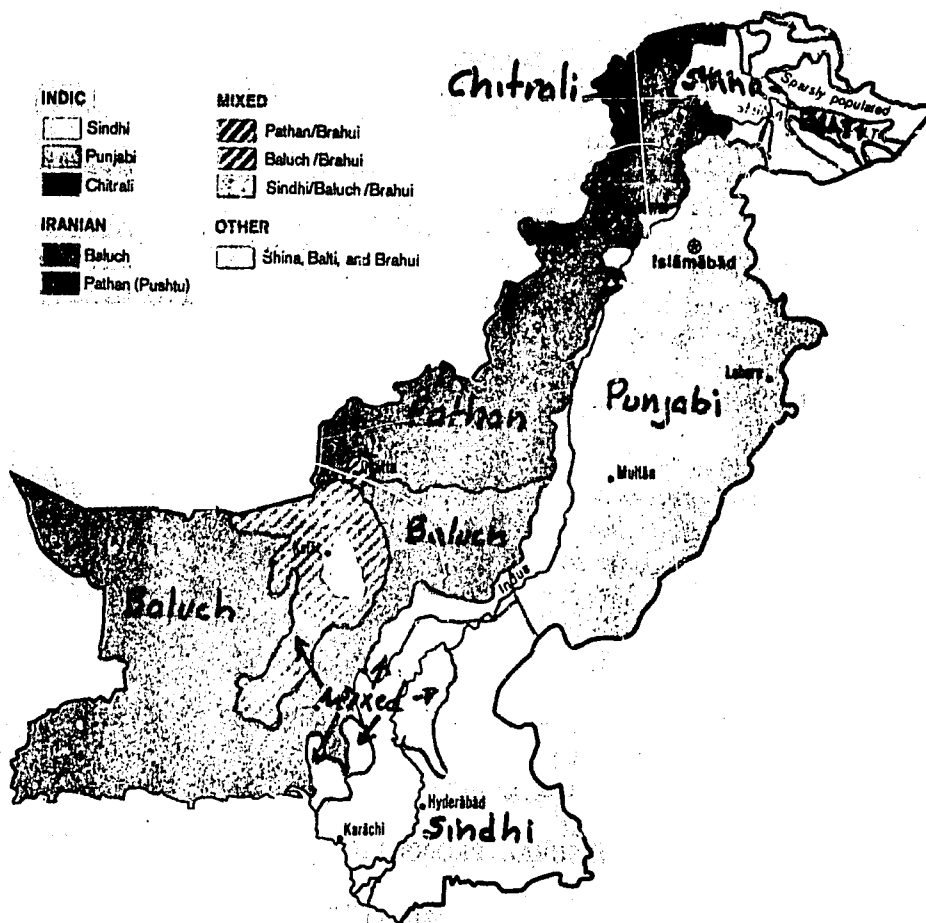 INDIC
Sindhi
Punjabi
Chitrali
IRANIAN
Baluch
Pathan (Pushtu)
MIXED
Pathan/Brahui
Baluch/Brahui
Sindhi/Baluch/Brahui
OTHER
Shina, Balti, and Brahui
Chitrali
Shina
Sparsly populated
Islāmābād
Lahore
Punjabi
Multān
Pathan
Baluch
Indus
Baluch
Mixed
Hyderābād
Karāchi
Sindhi